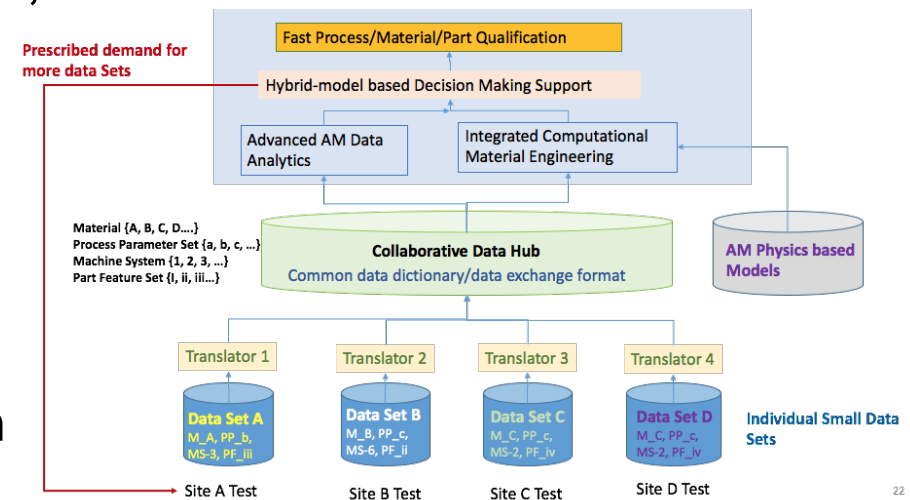 Fast Process/Material/Part Qualification
Prescribed demand for
more data Sets
Hybrid-model based Decision Making Support
Advanced AM Data
Analytics
Integrated Computational
Material Engineering
Material {A, B, C, D....}
Process Parameter Set {a, b, c, ...}
Machine System {1, 2, 3, ...}
Part Feature Set {I, ii, iii...}
Collaborative Data Hub
Common data dictionary/data exchange format
AM Physics based
Models
Translator 1
Translator 2
Translator 3
Translator 4
Data Set A
M_A, PP_b,
MS-3, PF_iii
Data Set B
M_B, PP_c,
MS-6, PF_ii
Data Set C
M_C, PP_c,
MS-2, PF_iv
Data Set D
M_C, PP_c,
MS-2, PF_iv
Individual Small Data
Sets
Site A Test
Site B Test
Site C Test
Site D Test
22